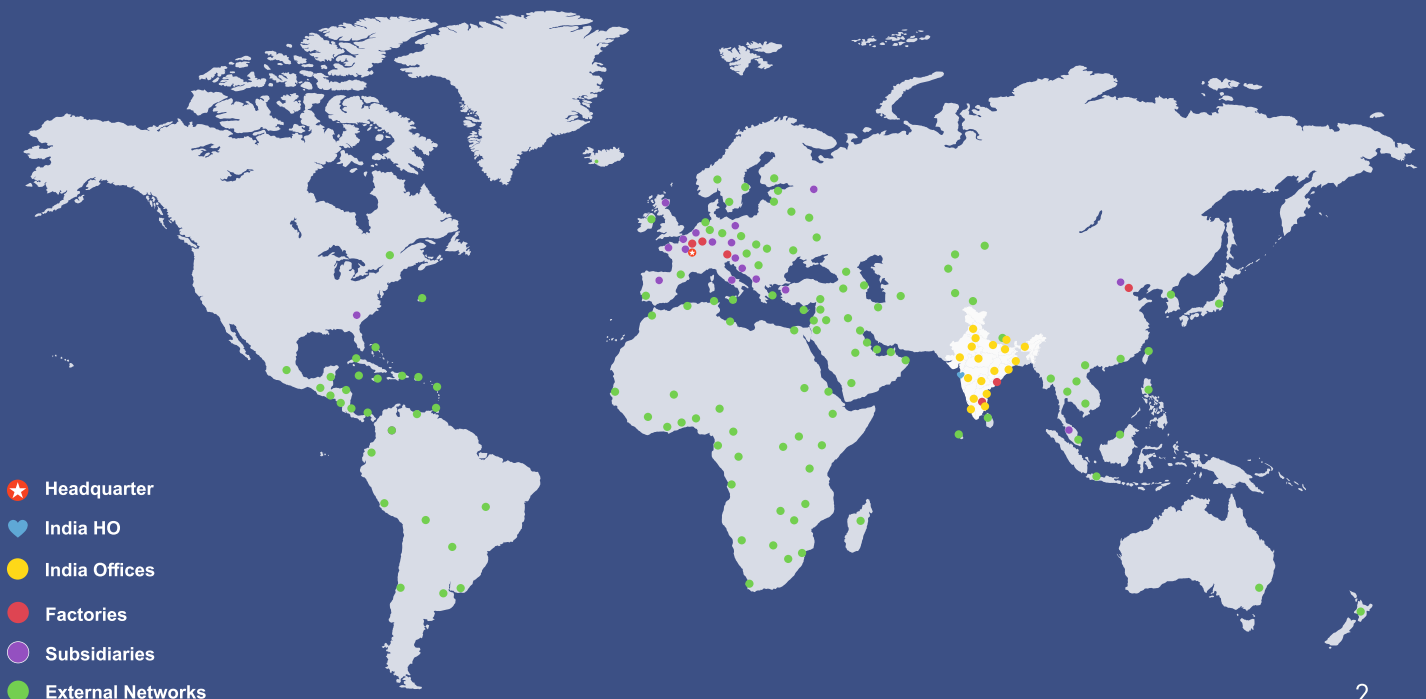 Headquarter
India HO
India Offices
Factories
Subsidiaries
External Networks
2